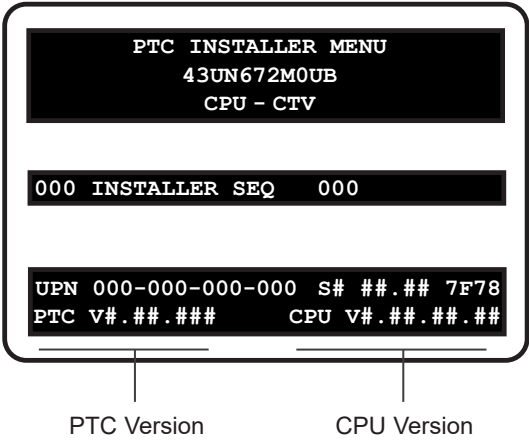 PTC INSTALLER MENU
43UN672M0UB
CPU – CTV
000 INSTALLER SEQ 000
UPN 000-000-000-000 S# ##.## 7F78
PTC V#.##.### CPU V#.##.##.##
PTC Version CPU Version